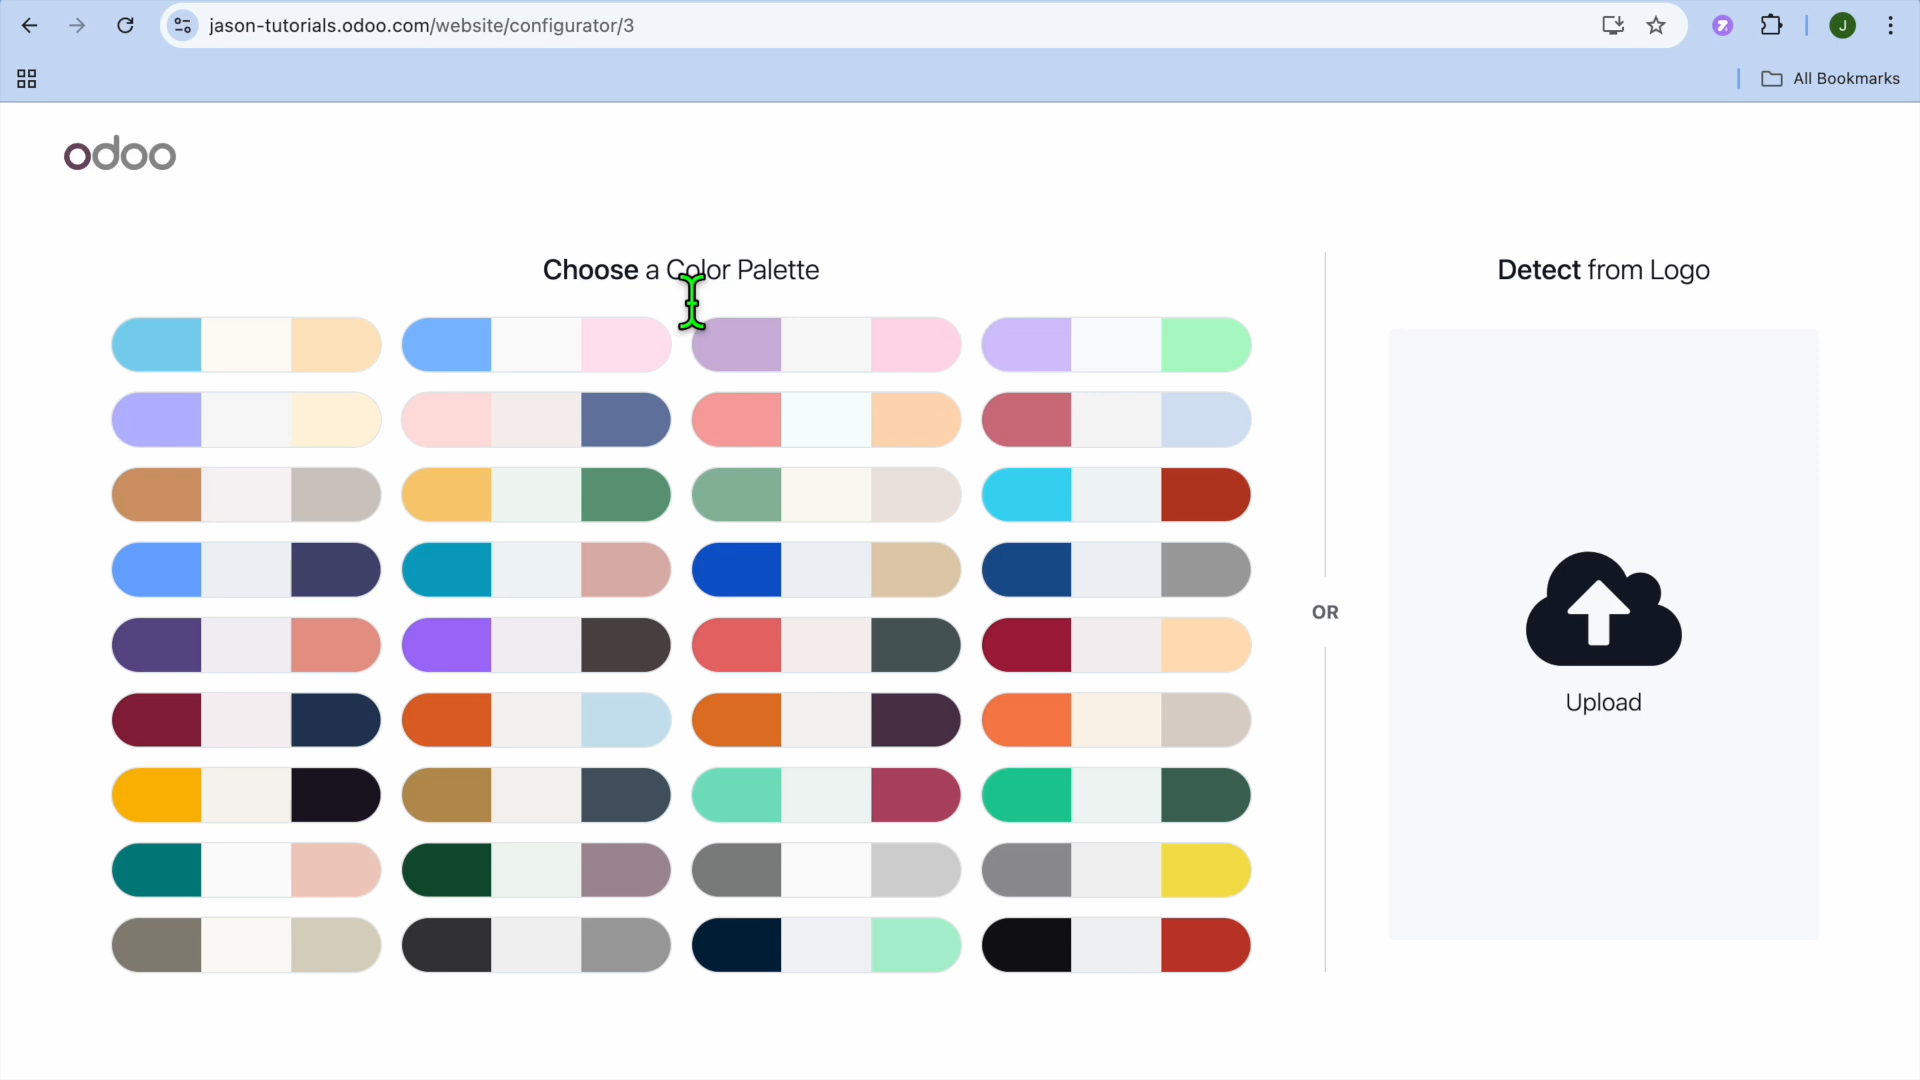 jason-tutorials.odoo.com/website/configurator/3
J
All Bookmarks
odoo
Choose a Color Palette
Detect from Logo
OR
Upload